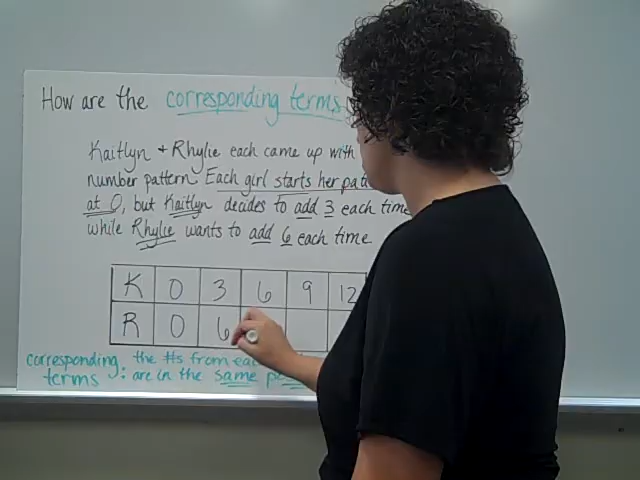 How are the corresponding terms
Kaitlyn + Rhylie each came up with
number pattern. Each girl starts her
at 0, but Kaitlyn decides to add 3 each time
while Rhylie wants to add 6 each time.
K 0 3 6 9 12
R 0 6
corresponding terms: the #s from
are in the same